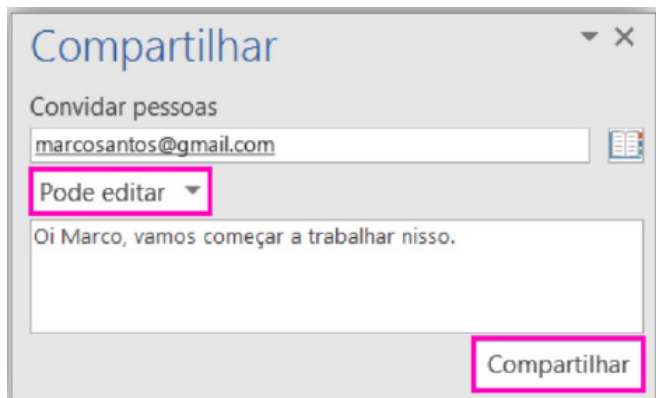 Compartilhar
Convidar pessoas
marcosantos@gmail.com
Pode editar
Oi Marco, vamos começar a trabalhar nisso.
Compartilhar